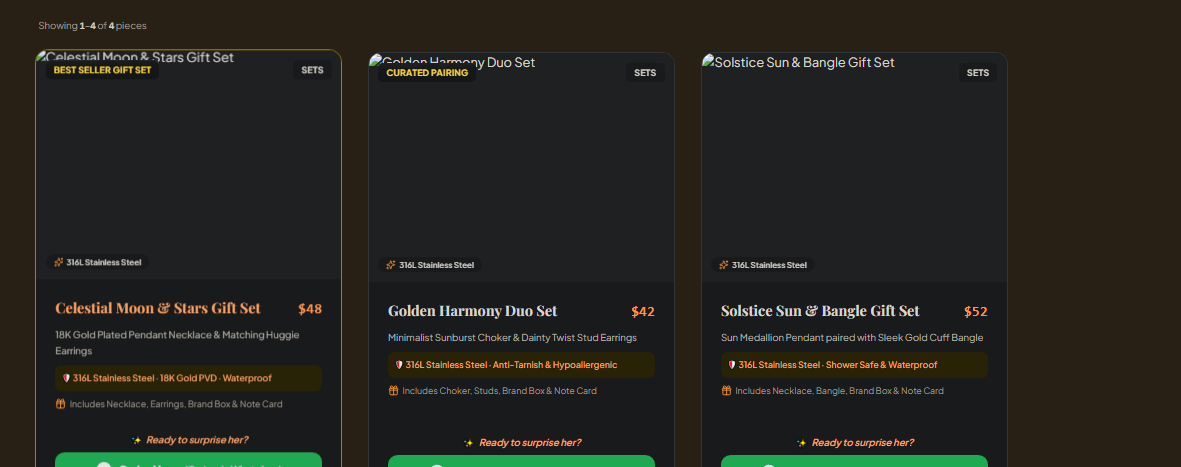 Showing 1–4 of 4 pieces
Celestial Moon & Stars Gift Set
BEST SELLER GIFT SET
SETS
316L Stainless Steel
Celestial Moon & Stars Gift Set
$48
18K Gold Plated Pendant Necklace & Matching Huggie
Earrings
316L Stainless Steel · 18K Gold PVD · Waterproof
Includes Necklace, Earrings, Brand Box & Note Card
Ready to surprise her?
Golden Harmony Duo Set
CURATED PAIRING
SETS
316L Stainless Steel
Golden Harmony Duo Set
$42
Minimalist Sunburst Choker & Dainty Twist Stud Earrings
316L Stainless Steel · Anti-Tarnish & Hypoallergenic
Includes Choker, Studs, Brand Box & Note Card
Ready to surprise her?
Solstice Sun & Bangle Gift Set
SETS
316L Stainless Steel
Solstice Sun & Bangle Gift Set
$52
Sun Medallion Pendant paired with Sleek Gold Cuff Bangle
316L Stainless Steel · Shower Safe & Waterproof
Includes Necklace, Bangle, Brand Box & Note Card
Ready to surprise her?